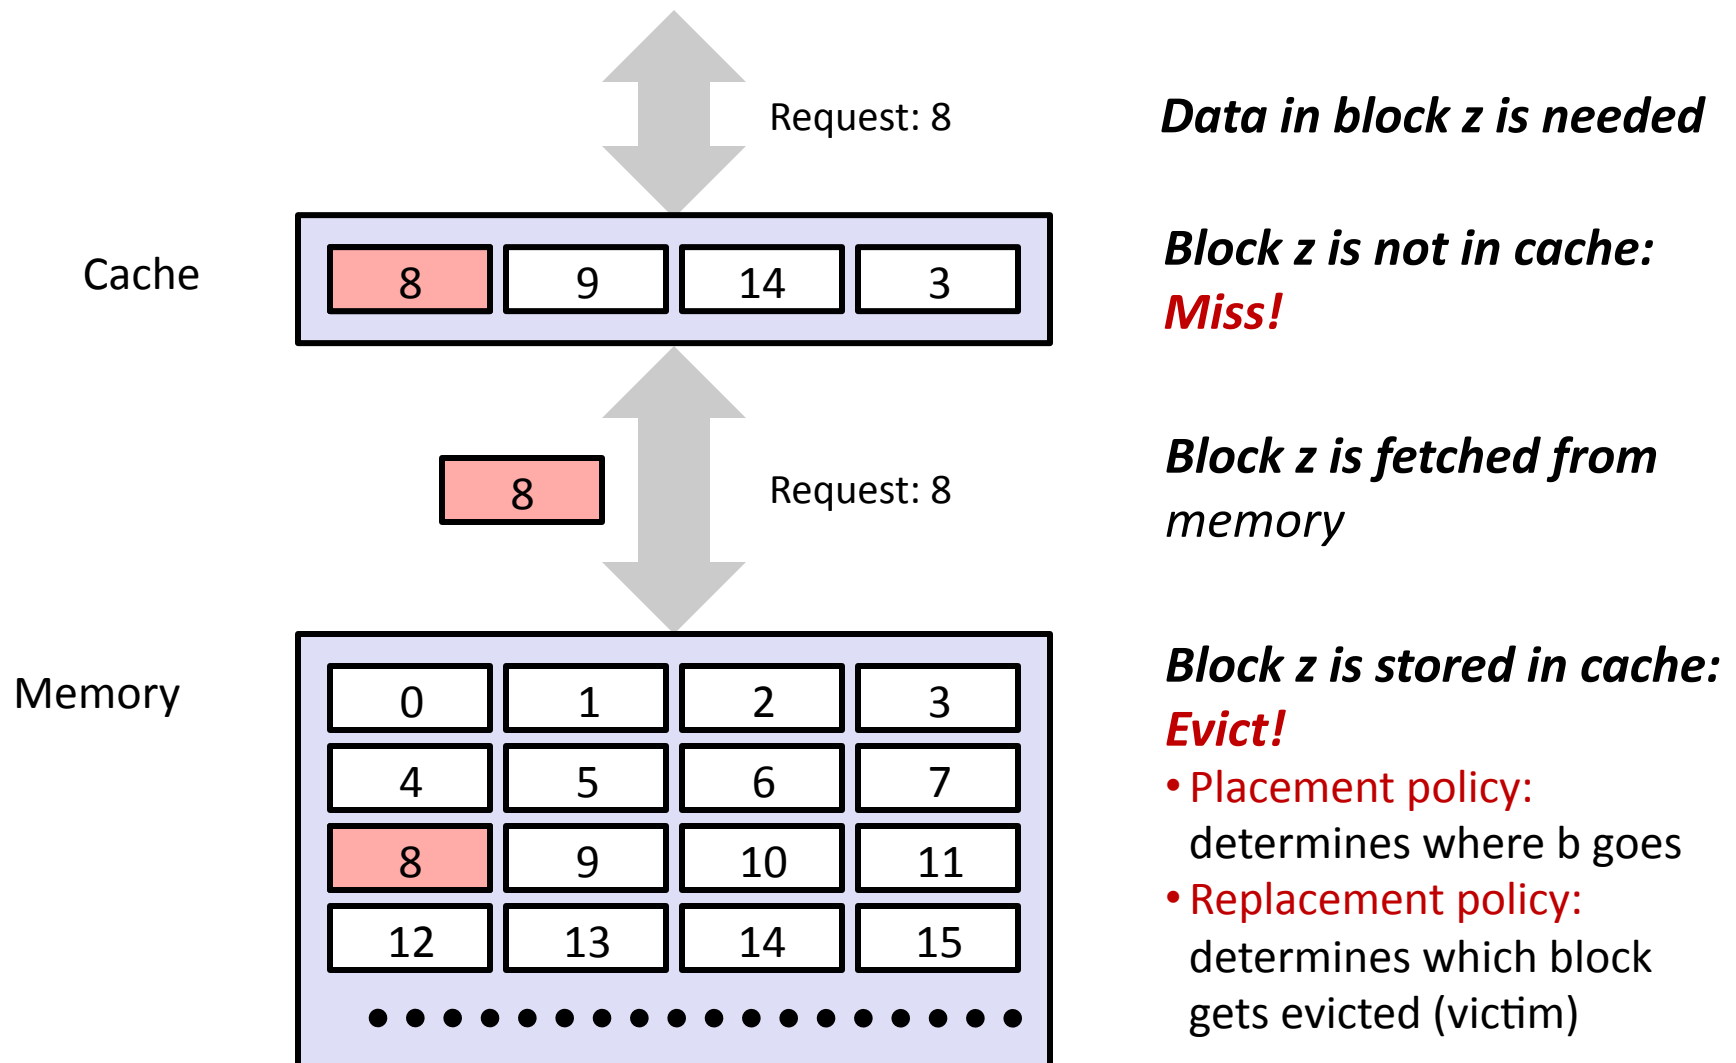 Request: 8
Data in block z is needed
Cache
8 9 14 3
Block z is not in cache:
Miss!
8
Request: 8
Block z is fetched from
memory
Memory
0 1 2 3
4 5 6 7
8 9 10 11
12 13 14 15
Block z is stored in cache:
Evict!
• Placement policy:
determines where b goes
• Replacement policy:
determines which block
gets evicted (victim)